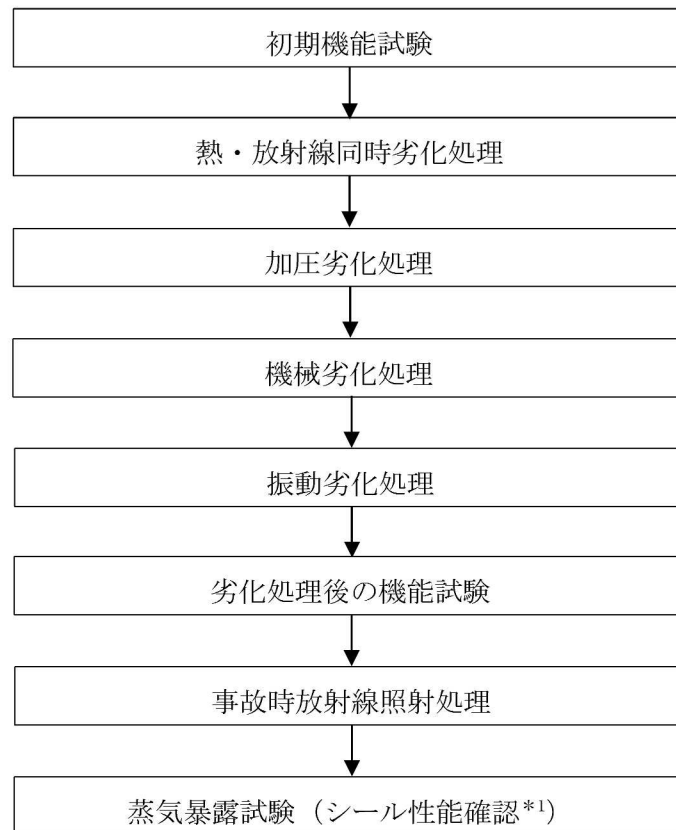 初期機能試験
熱・放射線同時劣化処理
加圧劣化処理
機械劣化処理
振動劣化処理
劣化処理後の機能試験
事故時放射線照射処理
蒸気暴露試験（シール性能確認*1）